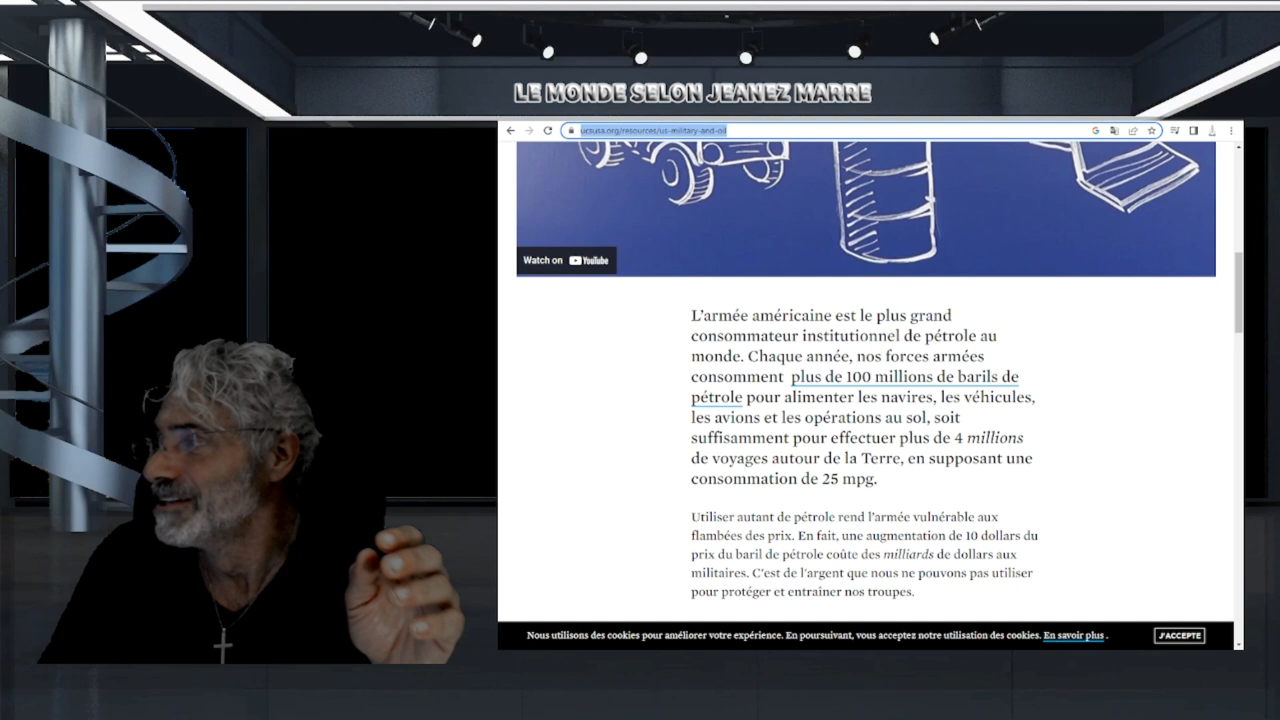 LE MONDE SELON JEANEZ MARRE
ucsusa.org/resources/us-military-and-oil
Watch on YouTube
L'armée américaine est le plus grand
consommateur institutionnel de pétrole au
monde. Chaque année, nos forces armées
consomment plus de 100 millions de barils de
pétrole pour alimenter les navires, les véhicules,
les avions et les opérations au sol, soit
suffisamment pour effectuer plus de 4 millions
de voyages autour de la Terre, en supposant une
consommation de 25 mpg.
Utiliser autant de pétrole rend l'armée vulnérable aux
flambées des prix. En fait, une augmentation de 10 dollars du
prix du baril de pétrole coûte des milliards de dollars aux
militaires. C'est de l'argent que nous ne pouvons pas utiliser
pour protéger et entraîner nos troupes.
Nous utilisons des cookies pour améliorer votre expérience. En poursuivant, vous acceptez notre utilisation des cookies. En savoir plus .
J'ACCEPTE